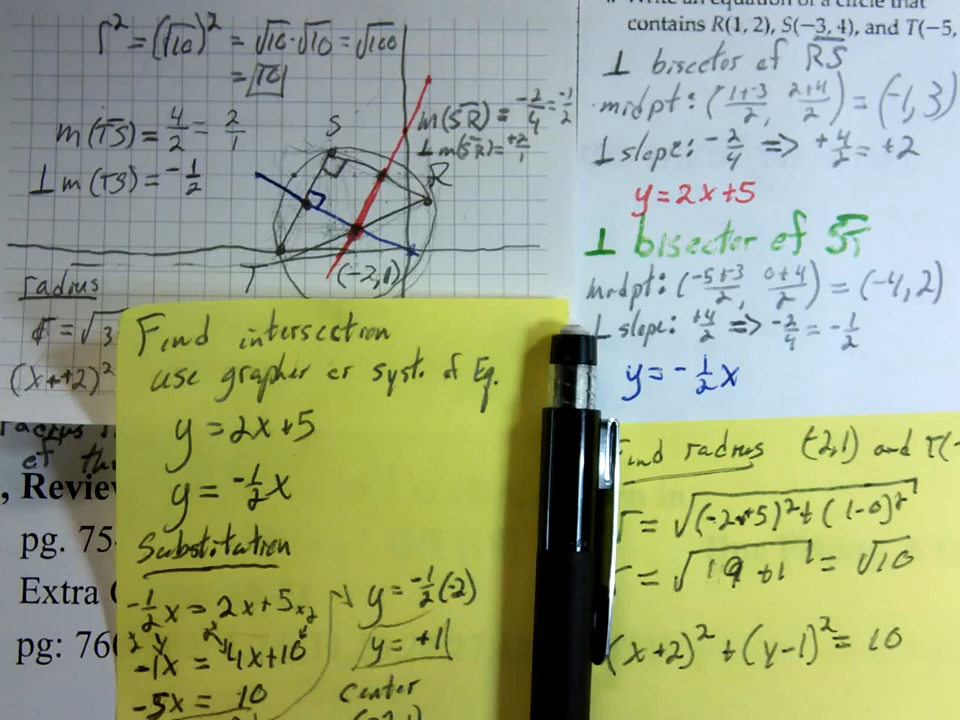 r² = (√10)² = √10 · √10 = √100
= √10
m(TS) = 4/2 = 2/1
⊥ m(TS) = -1/2
m(SR) = -2/4 = -1/2
⊥ m(SR) = +2/1
S
R
T
(-2,1)
radius
(x+2)²
contains R(1, 2), S(−3, 4), and T(−5,
⊥ bisector of RS
midpt: (1+-3/2, 2+4/2) = (-1,3)
⊥ slope: -2/4 => +4/2 = +2
y = 2x+5
⊥ bisector of ST
midpt: (-5+-3/2, 0+4/2) = (-4,2)
⊥ slope: +4/2 => -2/4 = -1/2
y = -1/2x
, Review
pg. 75
Extra
pg: 76
Find intersection
use grapher or syst. of Eq.
y = 2x+5
y = -1/2x
Substitution
-1/2x = 2x+5 x2
-1x = 4x+10
-5x = 10
y = -1/2(-2)
y = +1
center
(-2,1)
Find radius (-2,1) and T(-
r = √(-2+5)²+(1-0)²
r = √9+1 = √10
(x+2)²+(y-1)² = 10